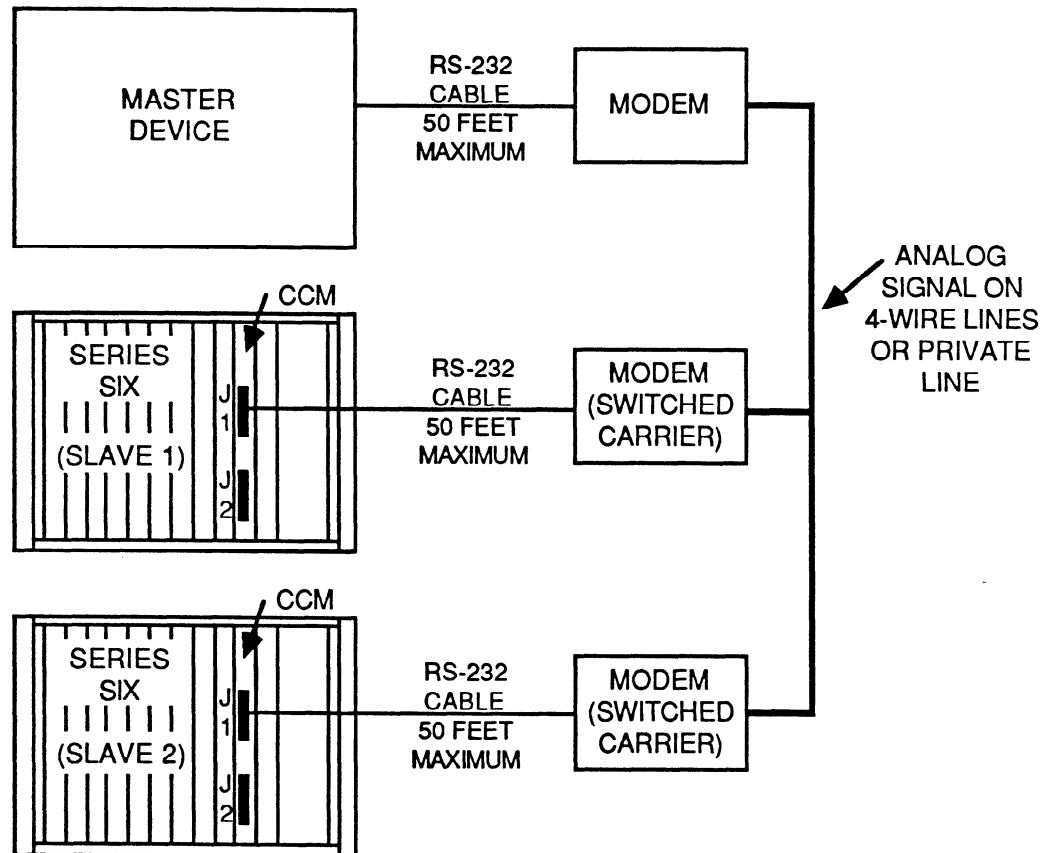 MASTER
DEVICE
RS-232
CABLE
50 FEET
MAXIMUM
MODEM
ANALOG
SIGNAL ON
4-WIRE LINES
OR PRIVATE
LINE
CCM
SERIES
SIX
(SLAVE 1)
J
1
J
2
RS-232
CABLE
50 FEET
MAXIMUM
MODEM
(SWITCHED
CARRIER)
CCM
SERIES
SIX
(SLAVE 2)
J
1
J
2
RS-232
CABLE
50 FEET
MAXIMUM
MODEM
(SWITCHED
CARRIER)